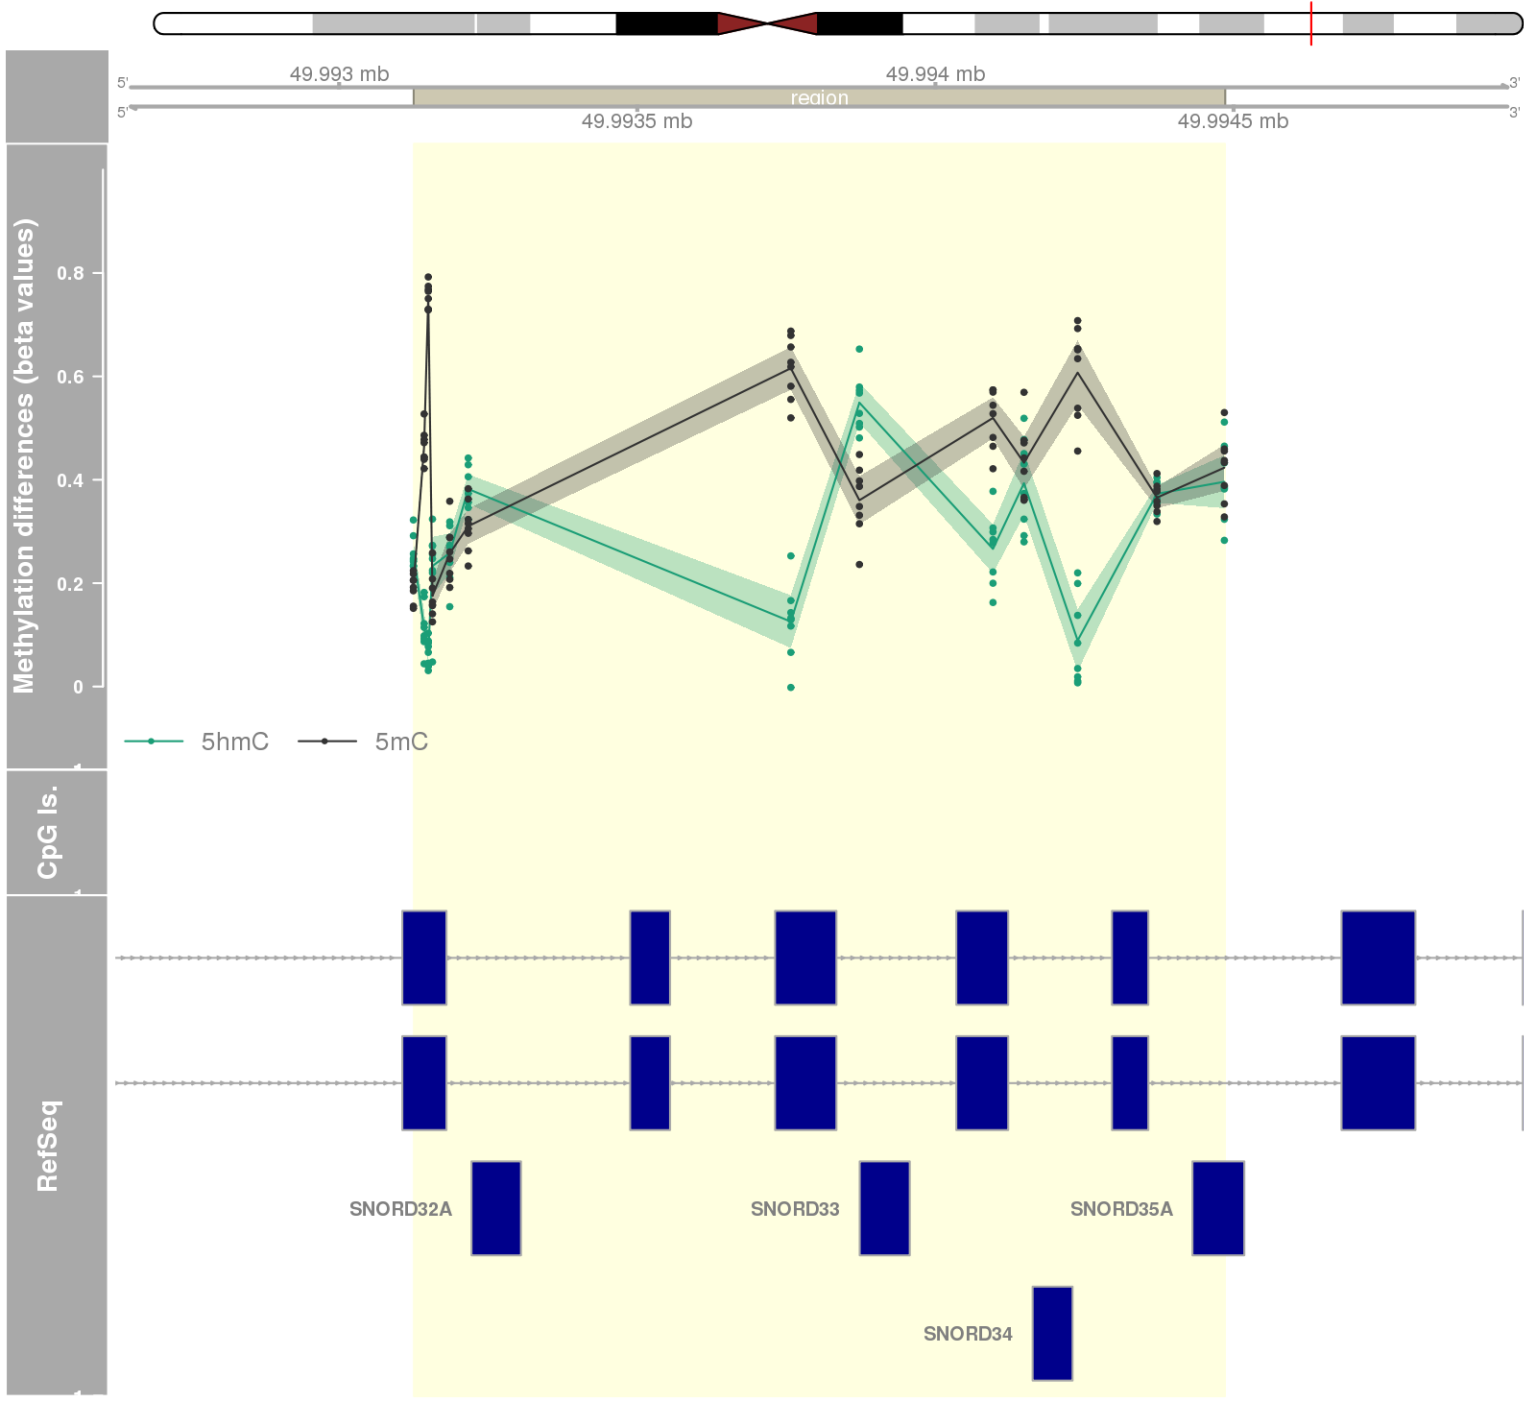 49.993 mb
49.994 mb
5'
3'
region
5'
3'
49.9935 mb
49.9945 mb
Methylation differences (beta values)
0.8
0.6
0.4
0.2
0
5hmC
5mC
CpG Is.
RefSeq
SNORD32A
SNORD33
SNORD35A
SNORD34